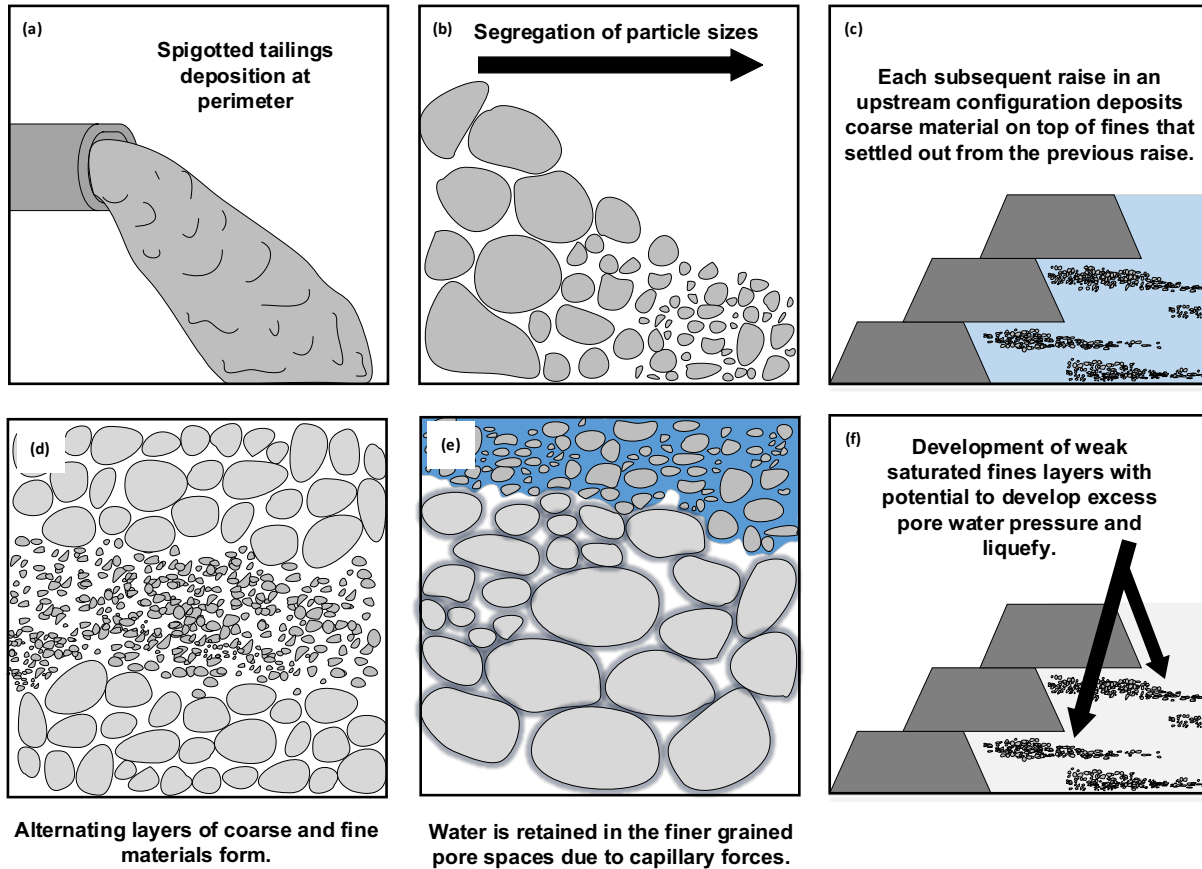 (a)
Spigotted tailings
deposition at
perimeter
(b)
Segregation of particle sizes
(c)
Each subsequent raise in an
upstream configuration deposits
coarse material on top of fines that
settled out from the previous raise.
(d)
Alternating layers of coarse and fine
materials form.
(e)
Water is retained in the finer grained
pore spaces due to capillary forces.
(f)
Development of weak
saturated fines layers with
potential to develop excess
pore water pressure and
liquefy.